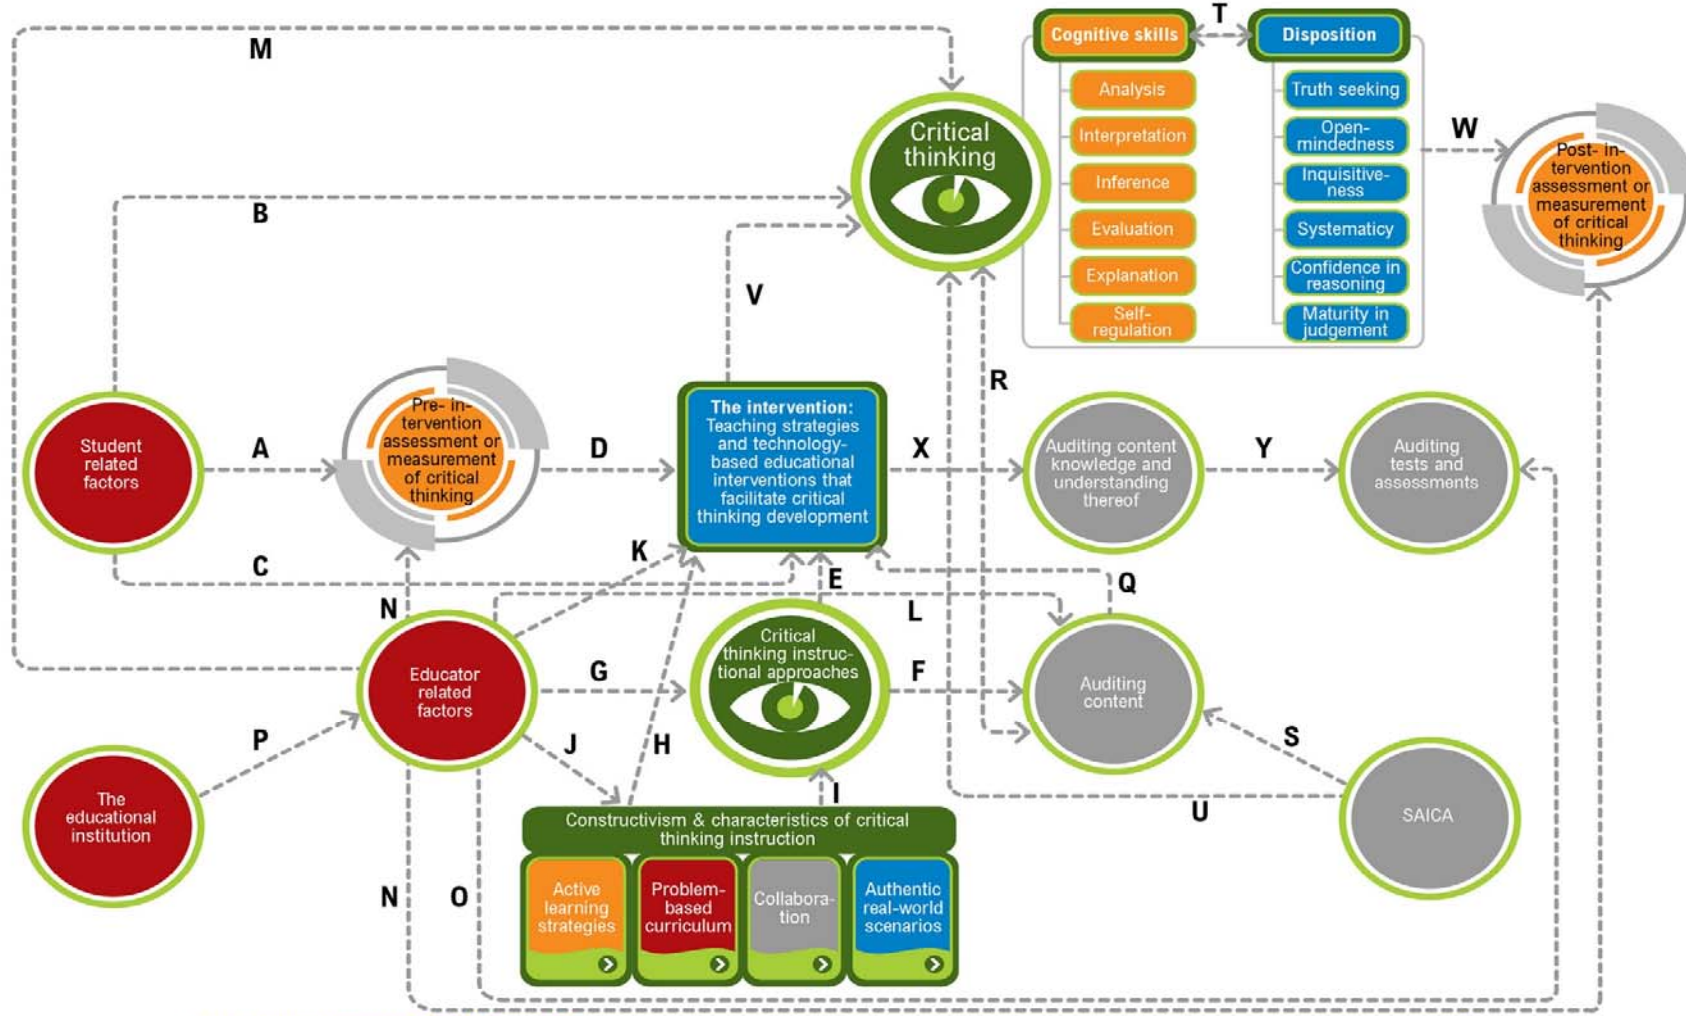 M
T
Cognitive skills
Disposition
Analysis
Interpretation
Inference
Evaluation
Explanation
Self-
regulation
Truth seeking
Open-
mindedness
Inquisitive-
ness
Systematicy
Confidence in
reasoning
Maturity in
judgement
W
Post- in-
tervention
assessment or
measurement
of critical
thinking
Critical
thinking
B
V
R
Student
related
factors
A
Pre- in-
tervention
assessment or
measurement
of critical
thinking
D
The intervention:
Teaching strategies
and technology-
based educational
interventions that
facilitate critical
thinking development
X
Auditing content
knowledge and
understanding
thereof
Y
Auditing
tests and
assessments
C
K
E
Q
N
L
Educator
related
factors
G
Critical
thinking instruc-
tional approaches
F
Auditing
content
P
J
H
I
S
U
The
educational
institution
SAICA
Constructivism & characteristics of critical
thinking instruction
N
O
Active
learning
strategies
Problem-
based
curriculum
Collabora-
tion
Authentic
real-world
scenarios